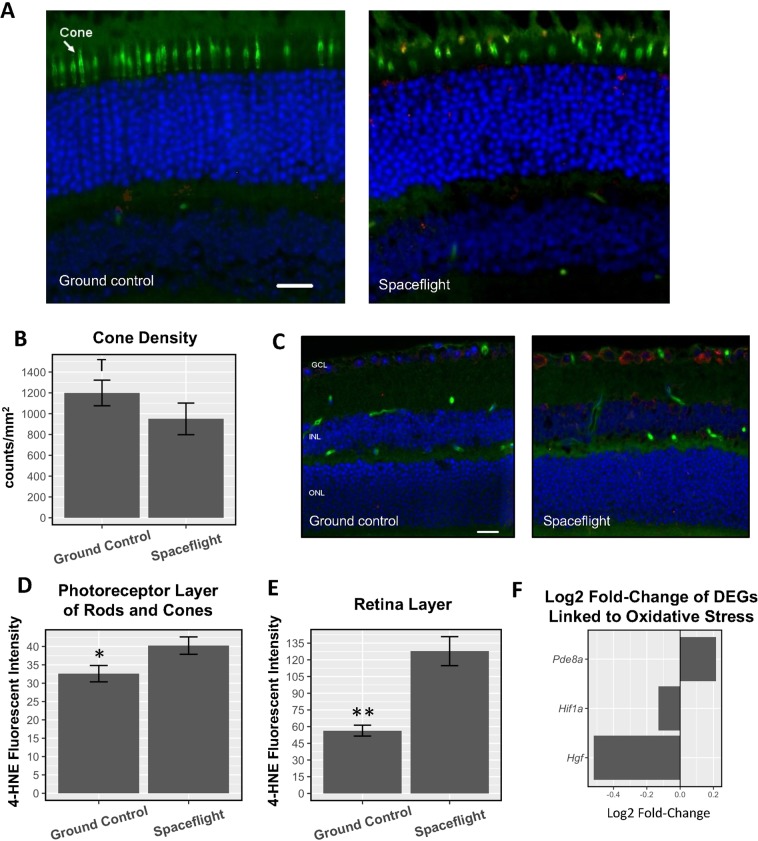 A
Cone
Ground control
Spaceflight
B
Cone Density
counts/mm²
1400
1200
1000
800
600
400
200
0
Ground Control
Spaceflight
C
GCL
INL
ONL
Ground control
Spaceflight
D
Photoreceptor Layer
of Rods and Cones
4-HNE Fluorescent Intensity
40
35
30
25
20
15
10
5
0
*
Ground Control
Spaceflight
E
Retina Layer
4-HNE Fluorescent Intensity
135
120
105
90
75
60
45
30
15
0
**
Ground Control
Spaceflight
F
Log2 Fold-Change of DEGs
Linked to Oxidative Stress
Pde8a
Hif1a
Hgf
-0.4
-0.2
0.0
0.2
Log2 Fold-Change